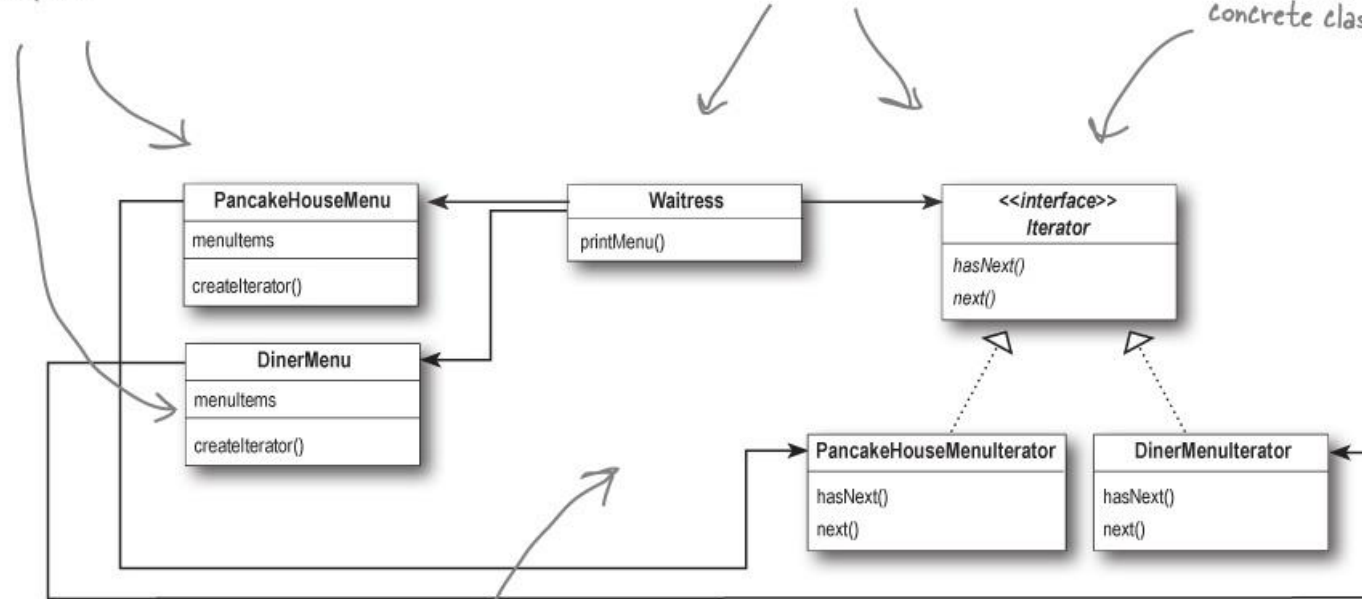 concrete
PancakeHouseMenu
menuItems
createIterator()
Waitress
printMenu()
<<interface>>
Iterator
hasNext()
next()
DinerMenu
menuItems
createIterator()
PancakeHouseMenuIterator
hasNext()
next()
DinerMenuIterator
hasNext()
next()